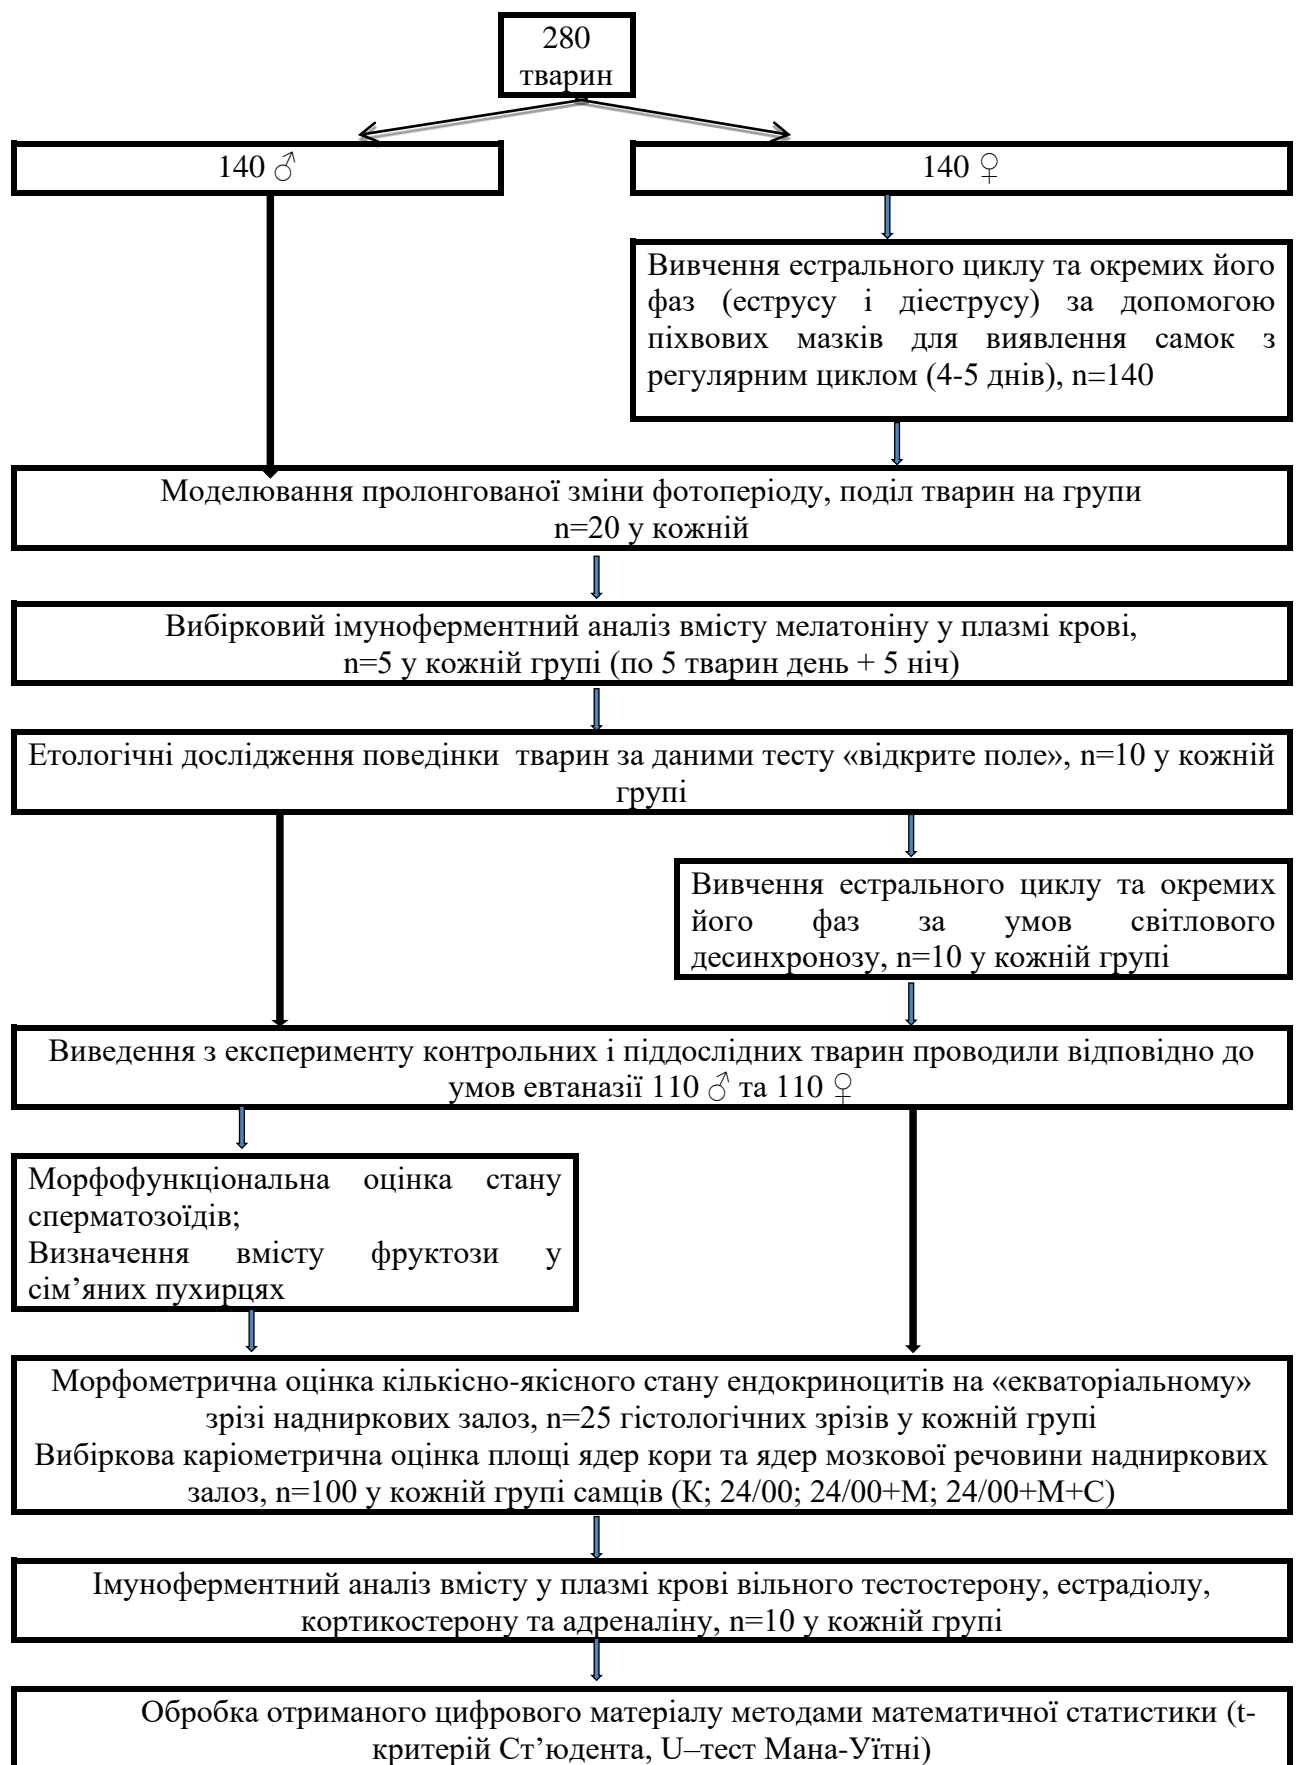 280
тварин
140 ♂
140 ♀
Вивчення естрального циклу та окремих його
фаз (еструсу і діеструсу) за допомогою
піхвових мазків для виявлення самок з
регулярним циклом (4-5 днів), n=140
Моделювання пролонгованої зміни фотоперіоду, поділ тварин на групи
n=20 у кожній
Вибірковий імуноферментний аналіз вмісту мелатоніну у плазмі крові,
n=5 у кожній групі (по 5 тварин день + 5 ніч)
Етологічні дослідження поведінки тварин за даними тесту «відкрите поле», n=10 у кожній
групі
Вивчення естрального циклу та окремих
його фаз за умов світлового
десинхронозу, n=10 у кожній групі
Виведення з експерименту контрольних і піддослідних тварин проводили відповідно до
умов евтаназії 110 ♂ та 110 ♀
Морфофункціональна оцінка стану
сперматозоїдів;
Визначення вмісту фруктози у
сім’яних пухирцях
Морфометрична оцінка кількісно-якісного стану ендокриноцитів на «екваторіальному»
зрізі надниркових залоз, n=25 гістологічних зрізів у кожній групі
Вибіркова каріометрична оцінка площі ядер кори та ядер мозкової речовини надниркових
залоз, n=100 у кожній групі самців (К; 24/00; 24/00+М; 24/00+М+С)
Імуноферментний аналіз вмісту у плазмі крові вільного тестостерону, естрадіолу,
кортикостерону та адреналіну, n=10 у кожній групі
Обробка отриманого цифрового матеріалу методами математичної статистики (t-
критерій Ст’юдента, U–тест Мана-Уїтні)